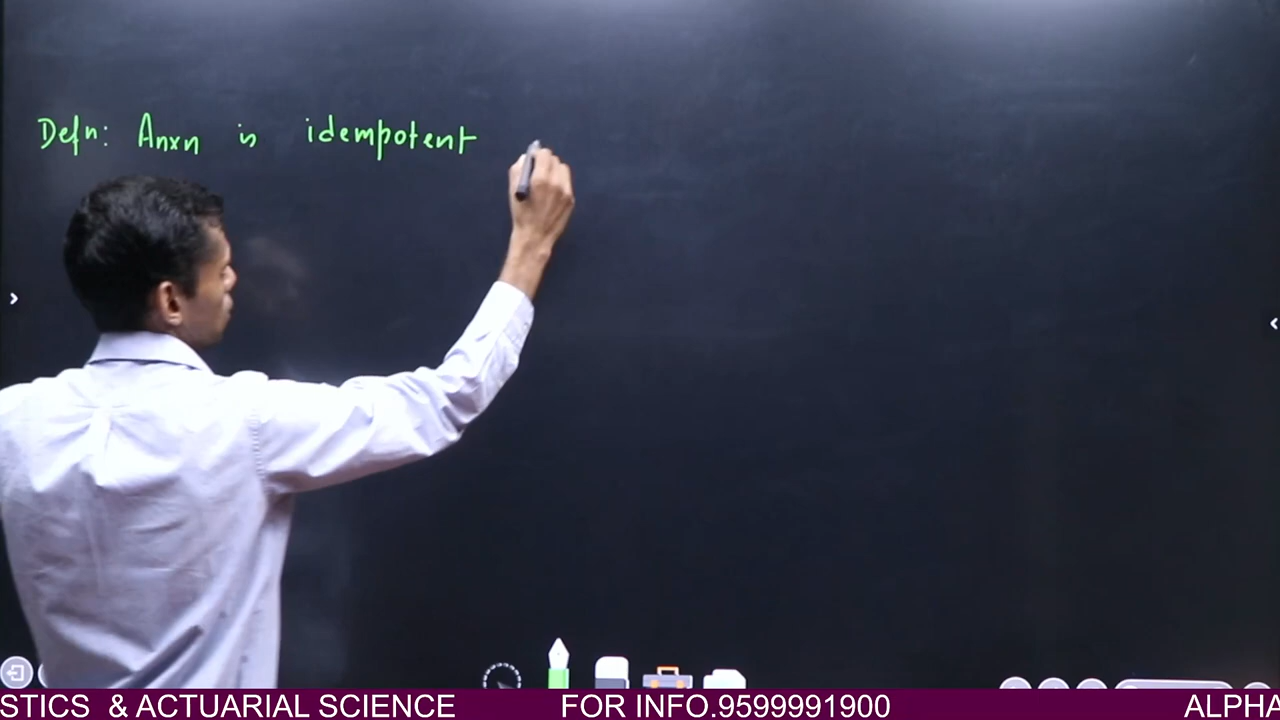 Defn: Anxn is idempotent
STICS & ACTUARIAL SCIENCE FOR INFO.9599991900 ALPHA